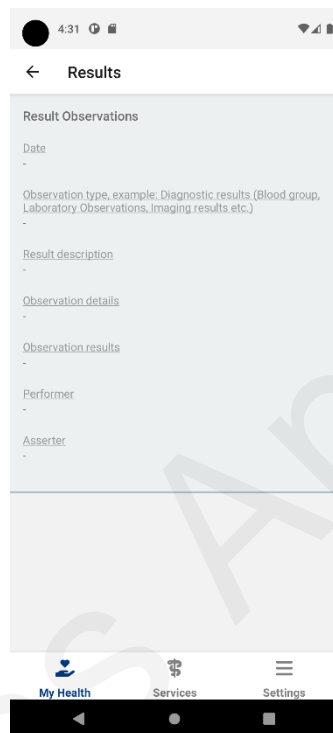 4:31
Results
Result Observations
Date
-
Observation type, example: Diagnostic results (Blood group,
Laboratory Observations, Imaging results etc.)
-
Result description
-
Observation details
-
Observation results
-
Performer
-
Asserter
-
My Health
Services
Settings